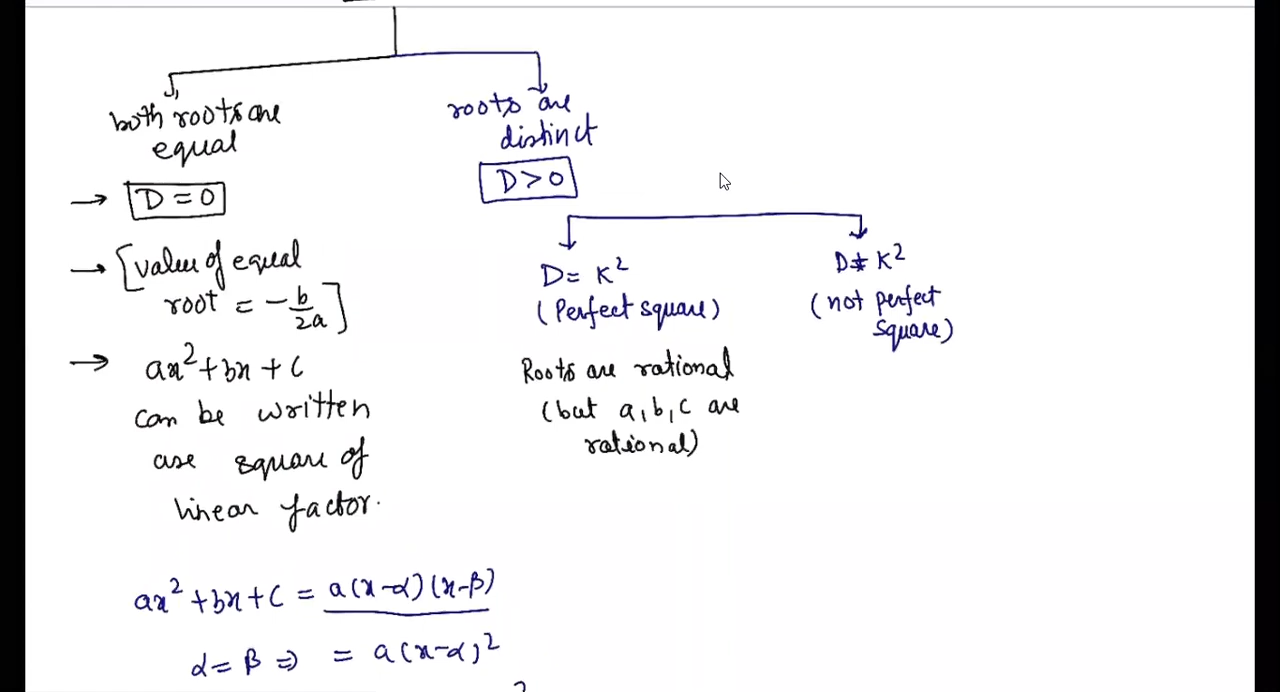 both roots are
equal
→ D = 0
→ [value of equal
root = -b/2a]
→ ax²+bx+c
can be written
as square of
linear factor.
roots are
distinct
D>0
D= K²
(Perfect square)
Roots are rational
(but a,b,c are
rational)
D≠K²
(not perfect
square)
ax²+bx+c = a(x-α)(x-β)
α=β ⇒ = a(x-α)²